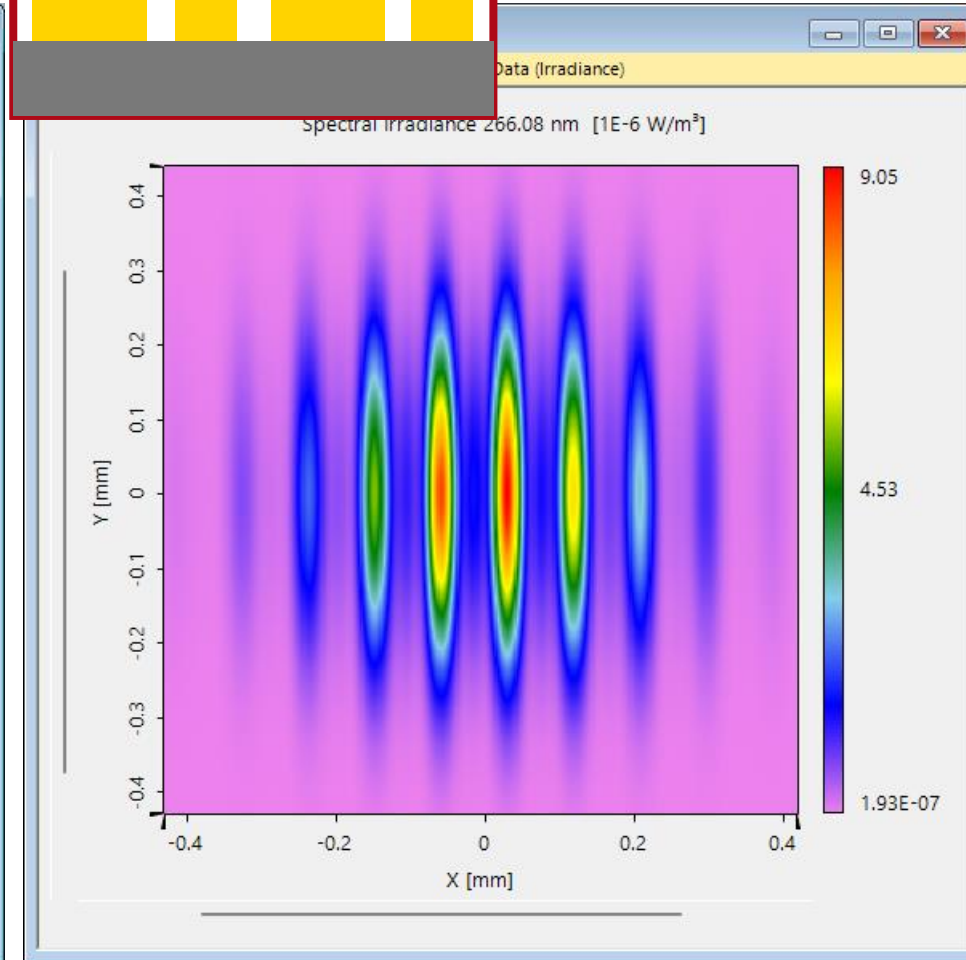 Data (Irradiance)
Spectral Irradiance 266.08 nm [1E-6 W/m³]
9.05
4.53
1.93E-07
0.4
0.3
0.2
0.1
0
-0.1
-0.2
-0.3
-0.4
Y [mm]
-0.4 -0.2 0 0.2 0.4
X [mm]